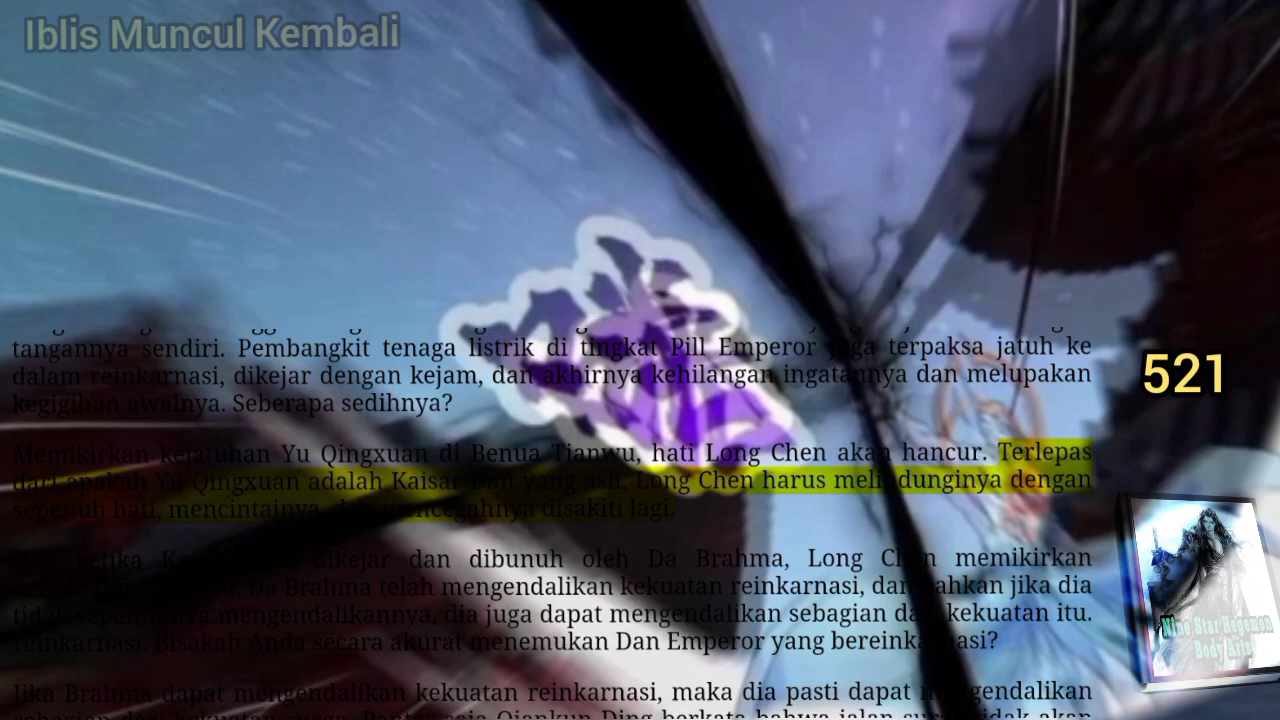 Iblis Muncul Kembali
tangannya sendiri. Pembangkit tenaga listrik di tingkat Pill Emperor juga terpaksa jatuh ke
dalam reinkarnasi, dikejar dengan kejam, dan akhirnya kehilangan ingatannya dan melupakan
kegigihan awalnya. Seberapa sedihnya?
Memikirkan kejatuhan Yu Qingxuan di Benua Tianwu, hati Long Chen akan hancur. Terlepas
dari apakah Yu Qingxuan adalah Kaisar Dan yang asli, Long Chen harus melindunginya dengan
sepenuh hati, mencintainya dan mencegahnya disakiti lagi.
ketika dikejar dan dibunuh oleh Da Brahma, Long Chen memikirkan
Da Brahma telah mengendalikan kekuatan reinkarnasi, dan bahkan jika dia
tidak sepenuhnya mengendalikannya, dia juga dapat mengendalikan sebagian dari kekuatan itu.
reinkarnasi. Bisakah Anda secara akurat menemukan Dan Emperor yang bereinkarnasi?
Jika Brahma dapat mengendalikan kekuatan reinkarnasi, maka dia pasti dapat mengendalikan
521
Nine Star Hegemon
Body Arts